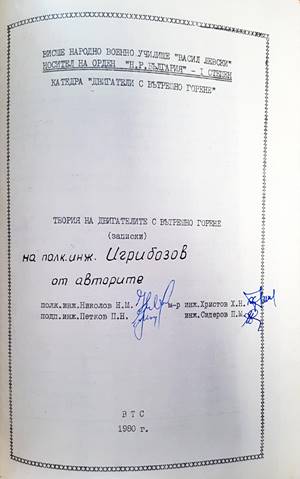 ВИСШЕ НАРОДНО ВОЕННО УЧИЛИЩЕ "ВАСИЛ ЛЕВСКИ"
НОСИТЕЛ НА ОРДЕН "Н.Р.БЪЛГАРИЯ" - I СТЕПЕН
КАТЕДРА "ДВИГАТЕЛИ С ВЪТРЕШНО ГОРЕНЕ"
ТЕОРИЯ НА ДВИГАТЕЛИТЕ С ВЪТРЕШНО ГОРЕНЕ
(записки)
на полк.инж. Игрибозов
от авторите
полк.инж.Николов Н.М. м-р инж.Христов Х.Н.
подп.инж.Петков П.Н. инж.Сидеров П.М.
ВТС
1980 г.